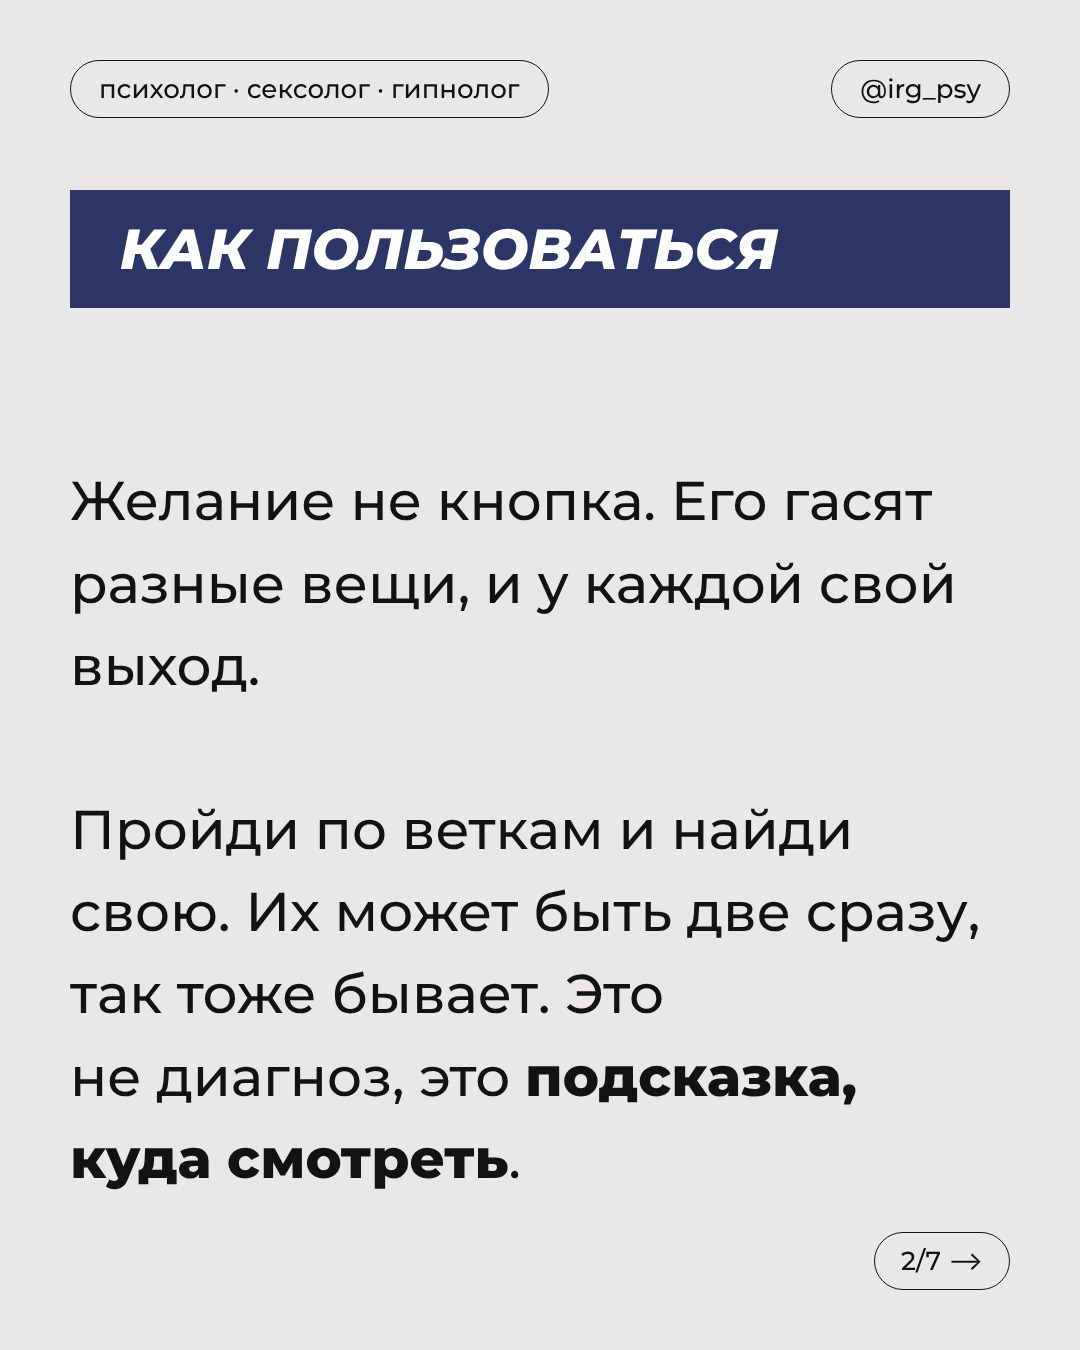 психолог · сексолог · гипнолог
@irg_psy
КАК ПОЛЬЗОВАТЬСЯ
Желание не кнопка. Его гасят
разные вещи, и у каждой свой
выход.
Пройди по веткам и найди
свою. Их может быть две сразу,
так тоже бывает. Это
не диагноз, это подсказка,
куда смотреть.
2/7 →